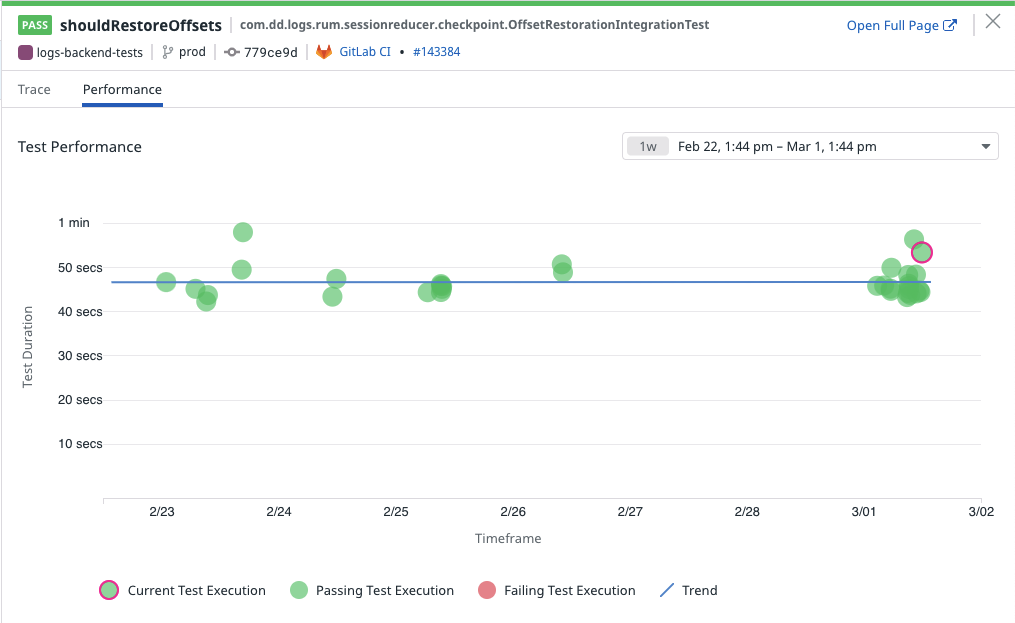 PASS shouldRestoreOffsets com.dd.logs.rum.sessionreducer.checkpoint.OffsetRestorationIntegrationTest Open Full Page
logs-backend-tests prod 779ce9d GitLab CI • #143384
Trace Performance
Test Performance 1w Feb 22, 1:44 pm – Mar 1, 1:44 pm
1 min
50 secs
40 secs
30 secs
20 secs
10 secs
Test Duration
2/23 2/24 2/25 2/26 2/27 2/28 3/01 3/02
Timeframe
Current Test Execution Passing Test Execution Failing Test Execution Trend